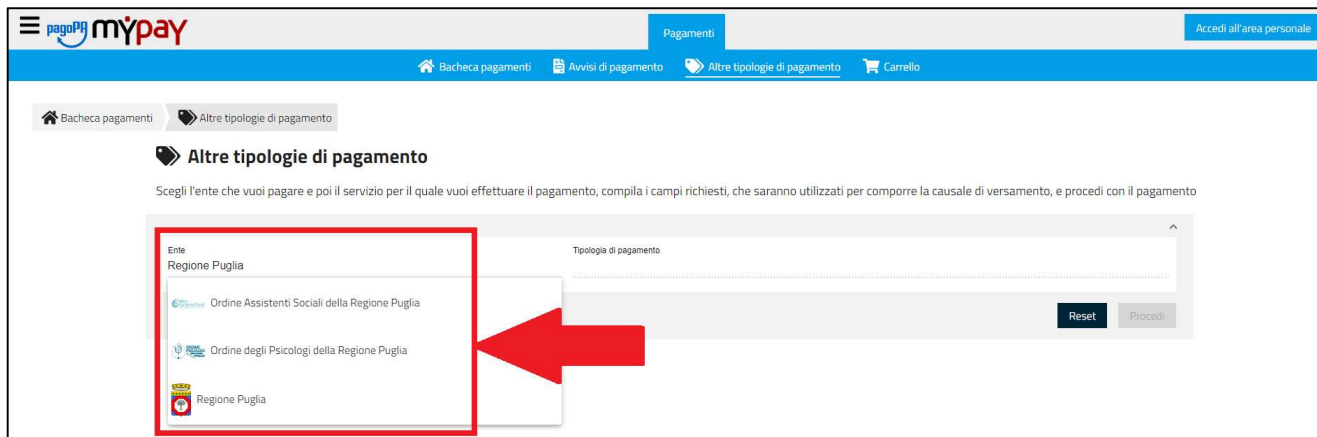 pagoPA mypay
Pagamenti
Accedi all'area personale
Bacheca pagamenti Avvisi di pagamento Altre tipologie di pagamento Carrello
Bacheca pagamenti Altre tipologie di pagamento
Altre tipologie di pagamento
Scegli l'ente che vuoi pagare e poi il servizio per il quale vuoi effettuare il pagamento, compila i campi richiesti, che saranno utilizzati per comporre la causale di versamento, e procedi con il pagamento
Ente
Regione Puglia
Tipologia di pagamento
Ordine Assistenti Sociali della Regione Puglia
Ordine degli Psicologi della Regione Puglia
Regione Puglia
Reset Procedi